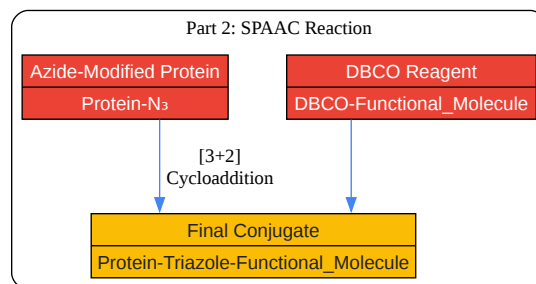 Part 2: SPAAC Reaction
Azide-Modified Protein
Protein-N₃
DBCO Reagent
DBCO-Functional_Molecule
[3+2]
Cycloaddition
Final Conjugate
Protein-Triazole-Functional_Molecule